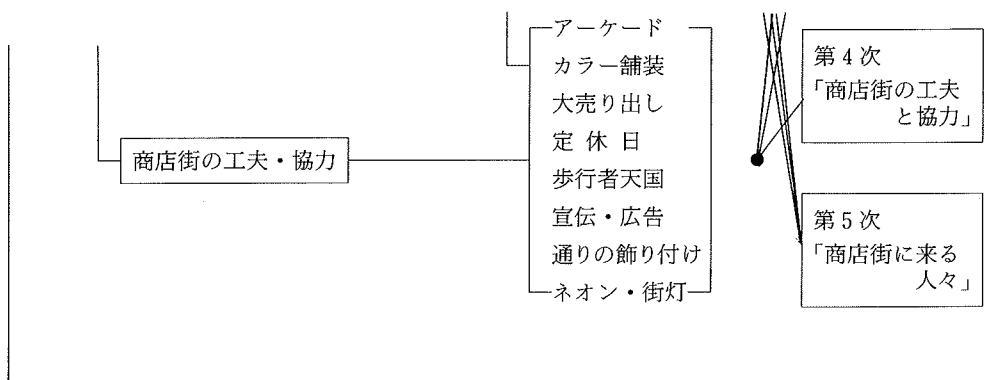 商店街の工夫・協力
アーケード
カラー舗装
大売り出し
定休日
歩行者天国
宣伝・広告
通りの飾り付け
ネオン・街灯
第4次
「商店街の工夫
と協力」
第5次
「商店街に来る
人々」